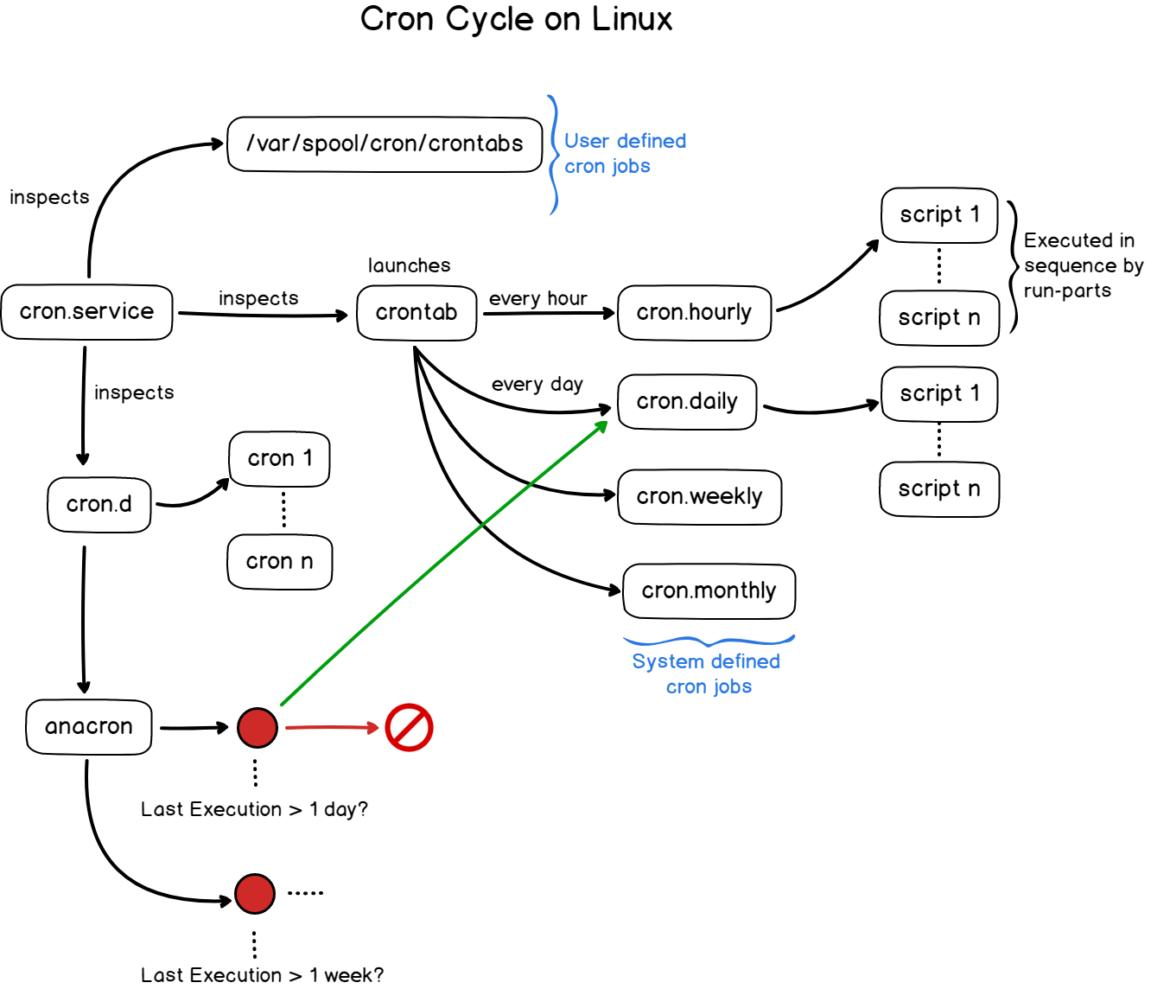 Cron Cycle on Linux
/var/spool/cron/crontabs
User defined
cron jobs
inspects
script 1
Executed in
sequence by
run-parts
launches
cron.service
inspects
crontab
every hour
cron.hourly
script n
inspects
every day
cron.daily
script 1
cron 1
cron.d
cron.weekly
script n
cron n
cron.monthly
System defined
cron jobs
anacron
Last Execution > 1 day?
Last Execution > 1 week?